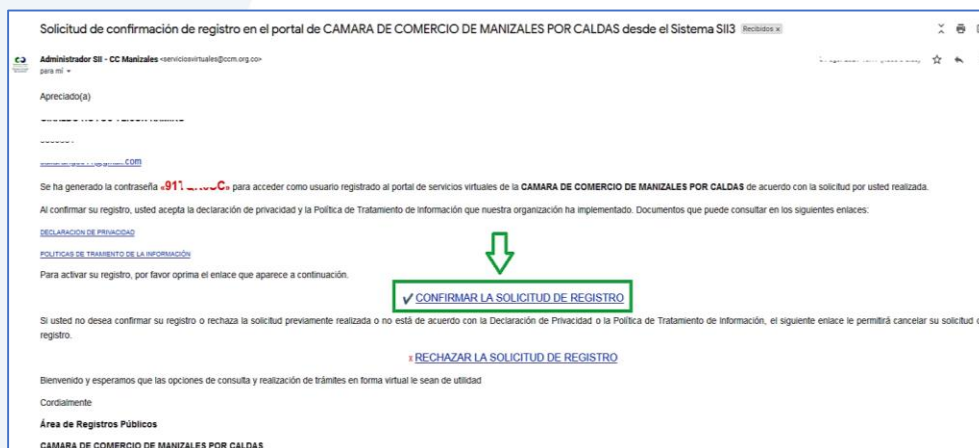 Solicitud de confirmación de registro en el portal de CAMARA DE COMERCIO DE MANIZALES POR CALDAS desde el Sistema SII3 Recibidos x
Administrador SII - CC Manizales <serviciosvirtuales@ccm.org.co>
para mí
Apreciado(a)
.com
Se ha generado la contraseña «91 C» para acceder como usuario registrado al portal de servicios virtuales de la CAMARA DE COMERCIO DE MANIZALES POR CALDAS de acuerdo con la solicitud por usted realizada.
Al confirmar su registro, usted acepta la declaración de privacidad y la Política de Tratamiento de Información que nuestra organización ha implementado. Documentos que puede consultar en los siguientes enlaces:
DECLARACION DE PRIVACIDAD
POLITICAS DE TRAMIENTO DE LA INFORMACIÓN
Para activar su registro, por favor oprima el enlace que aparece a continuación.
✓ CONFIRMAR LA SOLICITUD DE REGISTRO
Si usted no desea confirmar su registro o rechaza la solicitud previamente realizada o no está de acuerdo con la Declaración de Privacidad o la Política de Tratamiento de Información, el siguiente enlace le permitirá cancelar su solicitud
registro.
x RECHAZAR LA SOLICITUD DE REGISTRO
Bienvenido y esperamos que las opciones de consulta y realización de trámites en forma virtual le sean de utilidad
Cordialmente
Área de Registros Públicos
CAMARA DE COMERCIO DE MANIZALES POR CALDAS